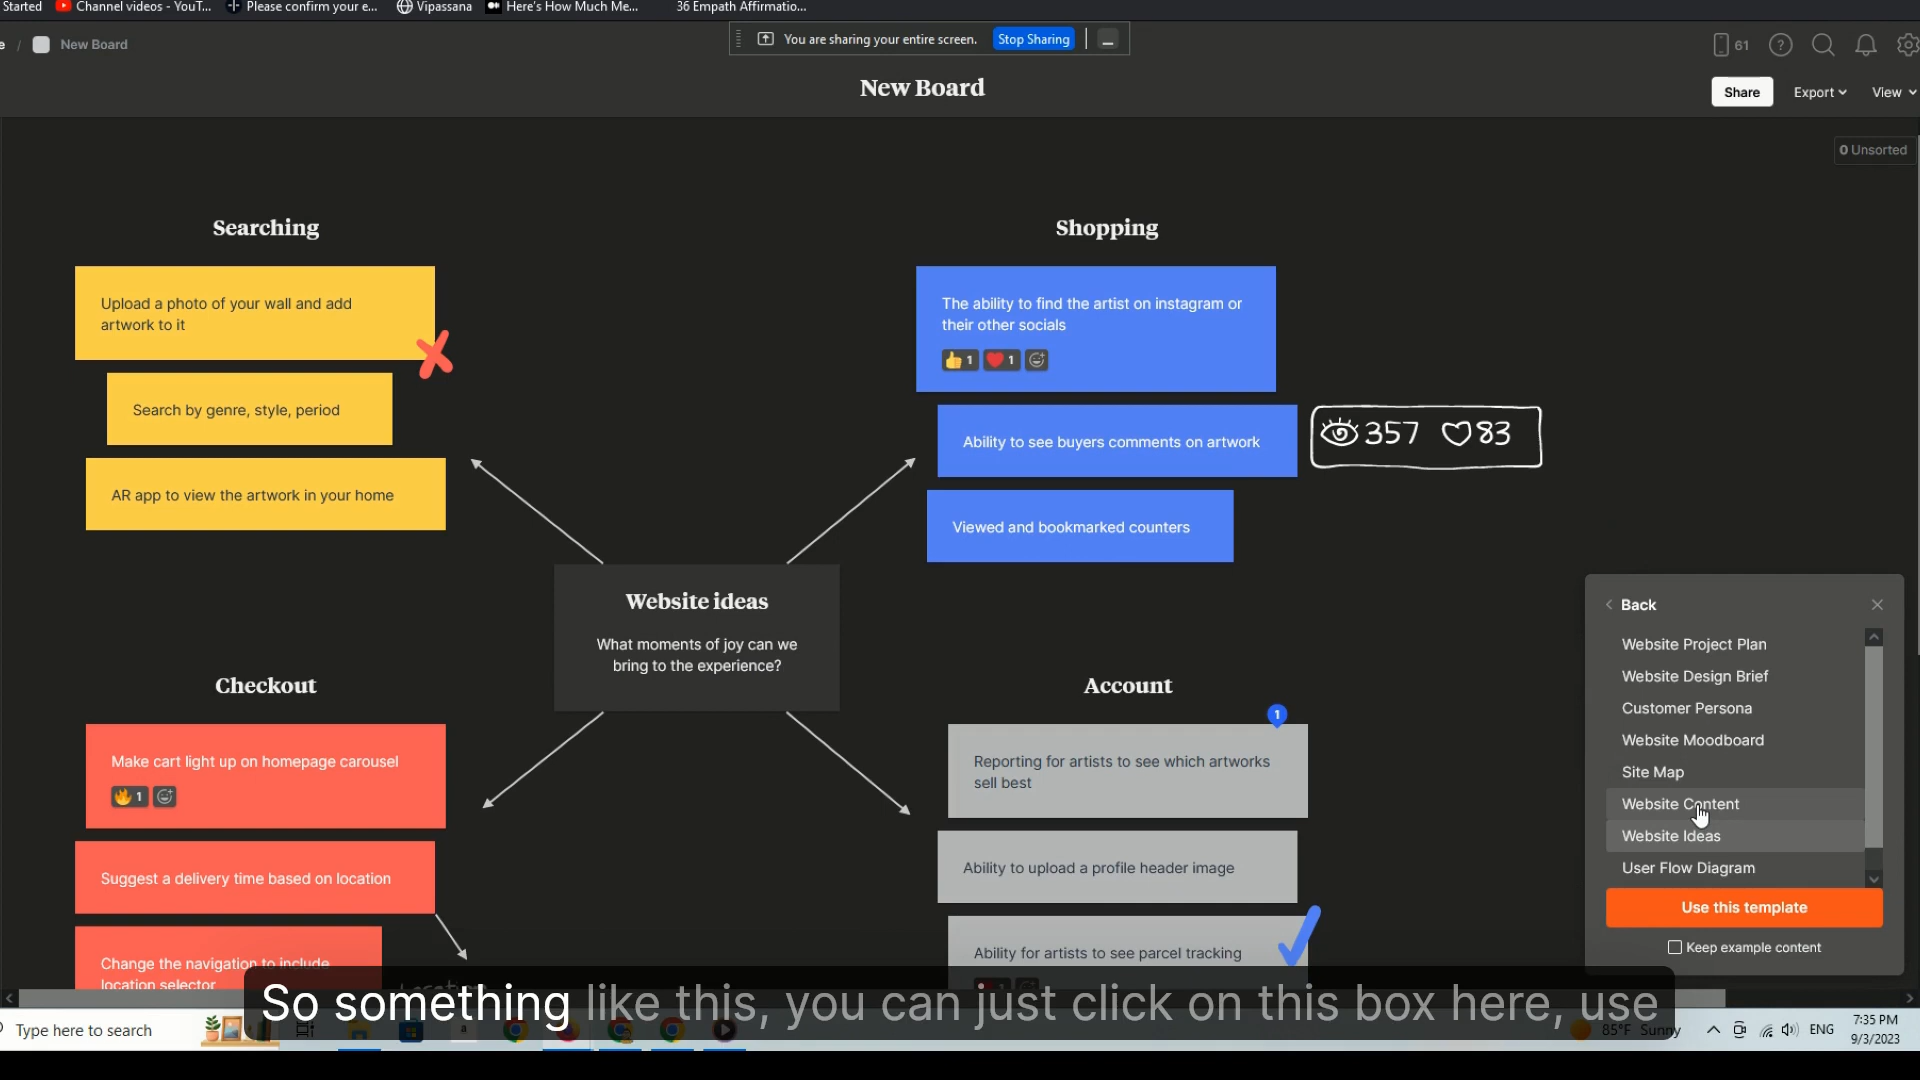 Started
Channel videos - YouT...
Please confirm your e...
Vipassana
Here's How Much Me...
36 Empath Affirmatio...
e / New Board
You are sharing your entire screen.
Stop Sharing
61
New Board
Share
Export
View
0 Unsorted
Searching
Upload a photo of your wall and add
artwork to it
Search by genre, style, period
AR app to view the artwork in your home
Shopping
The ability to find the artist on instagram or
their other socials
1
1
Ability to see buyers comments on artwork
357 83
Viewed and bookmarked counters
Website ideas
What moments of joy can we
bring to the experience?
Checkout
Make cart light up on homepage carousel
1
Suggest a delivery time based on location
Change the navigation to include
location selector
Account
1
Reporting for artists to see which artworks
sell best
Ability to upload a profile header image
Ability for artists to see parcel tracking
Back
Website Project Plan
Website Design Brief
Customer Persona
Website Moodboard
Site Map
Website Content
Website Ideas
User Flow Diagram
Use this template
Keep example content
So something like this, you can just click on this box here, use
Type here to search
85°F Sunny
ENG
7:35 PM
9/3/2023